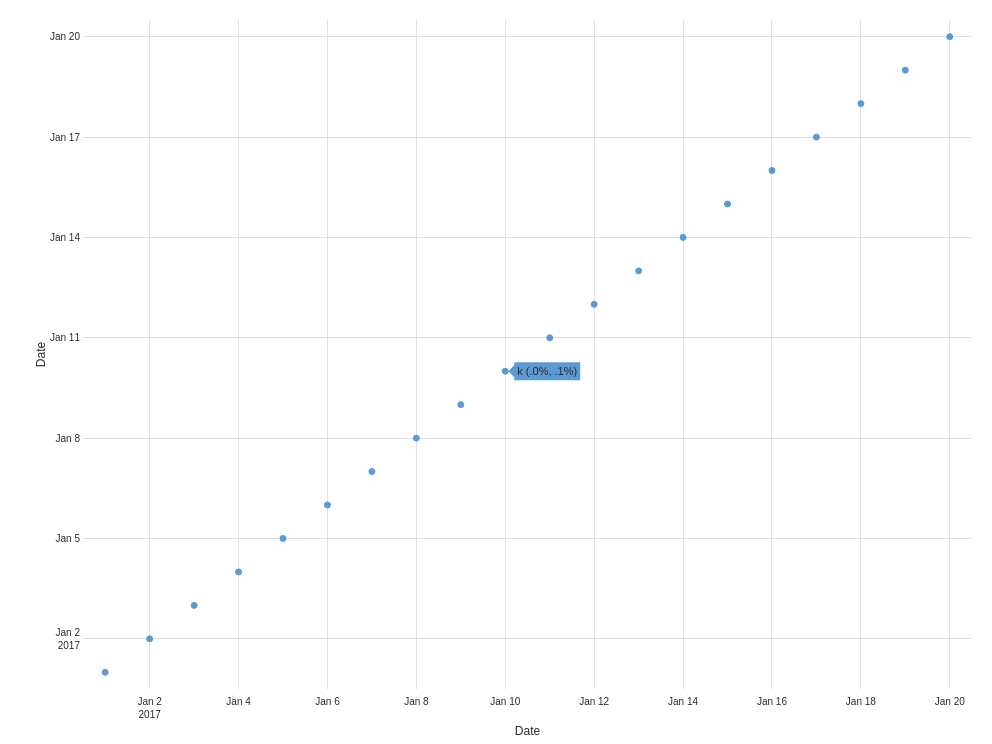 Jan 20
Jan 17
Jan 14
Jan 11
Date
k (.0%, .1%)
Jan 8
Jan 5
Jan 2
2017
Jan 2
2017
Jan 4
Jan 6
Jan 8
Jan 10
Jan 12
Jan 14
Jan 16
Jan 18
Jan 20
Date